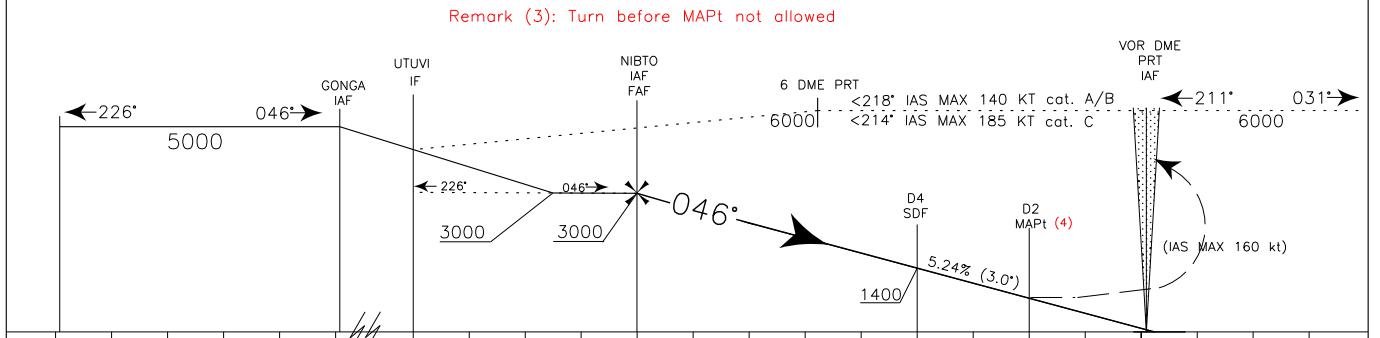 Remark (3): Turn before MAPt not allowed
VOR DME
PRT
IAF
NIBTO
IAF
FAF
UTUVI
IF
GONGA
IAF
6 DME PRT
226°
046°
5000
6000
<218° IAS MAX 140 KT cat. A/B
<214° IAS MAX 185 KT cat. C
211°
031°
6000
226°
046°
3000
3000
046°
D4
SDF
D2
MAPt (4)
5.24% (3.0°)
1400
(IAS MAX 160 kt)